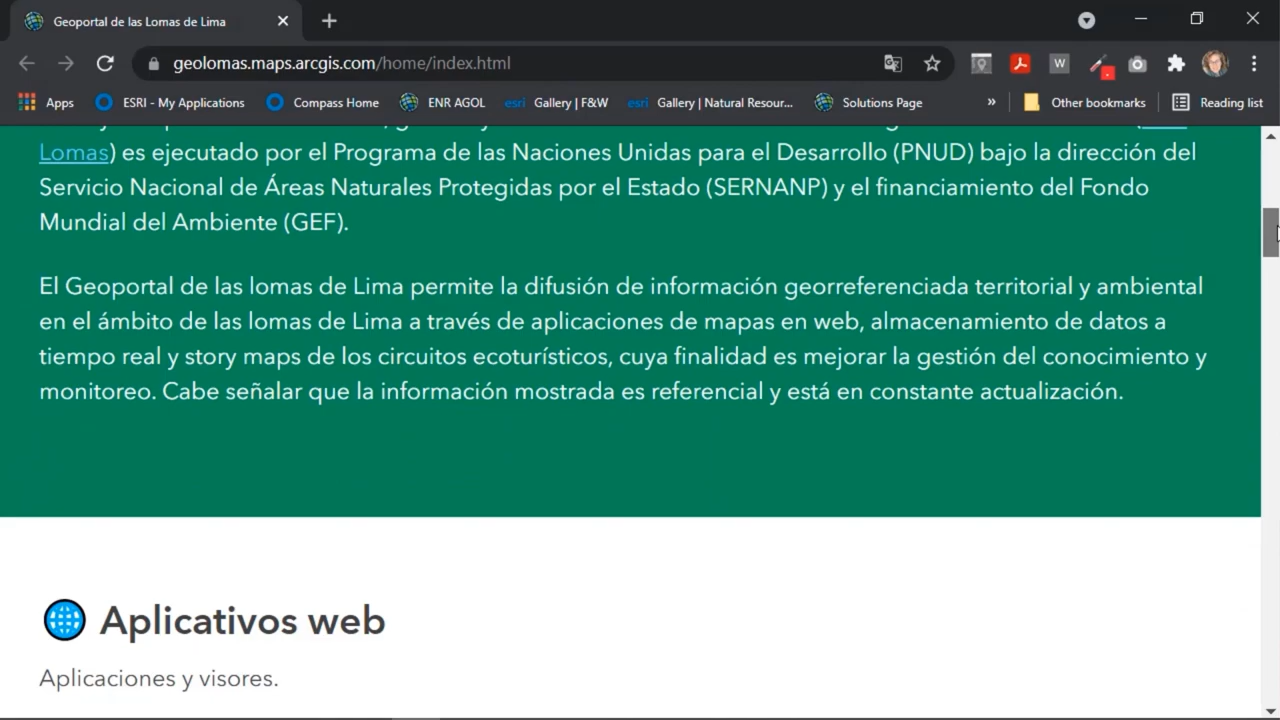 Geoportal de las Lomas de Lima
geolomas.maps.arcgis.com/home/index.html
W
Apps
ESRI - My Applications
Compass Home
ENR AGOL
esri Gallery | F&W
esri Gallery | Natural Resour...
Solutions Page
»
Other bookmarks
Reading list
Lomas) es ejecutado por el Programa de las Naciones Unidas para el Desarrollo (PNUD) bajo la dirección del
Servicio Nacional de Áreas Naturales Protegidas por el Estado (SERNANP) y el financiamiento del Fondo
Mundial del Ambiente (GEF).
El Geoportal de las lomas de Lima permite la difusión de información georreferenciada territorial y ambiental
en el ámbito de las lomas de Lima a través de aplicaciones de mapas en web, almacenamiento de datos a
tiempo real y story maps de los circuitos ecoturísticos, cuya finalidad es mejorar la gestión del conocimiento y
monitoreo. Cabe señalar que la información mostrada es referencial y está en constante actualización.
Aplicativos web
Aplicaciones y visores.